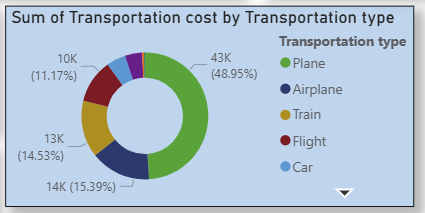 Sum of Transportation cost by Transportation type
Transportation type
Plane
Airplane
Train
Flight
Car
43K
(48.95%)
14K (15.39%)
13K
(14.53%)
10K
(11.17%)